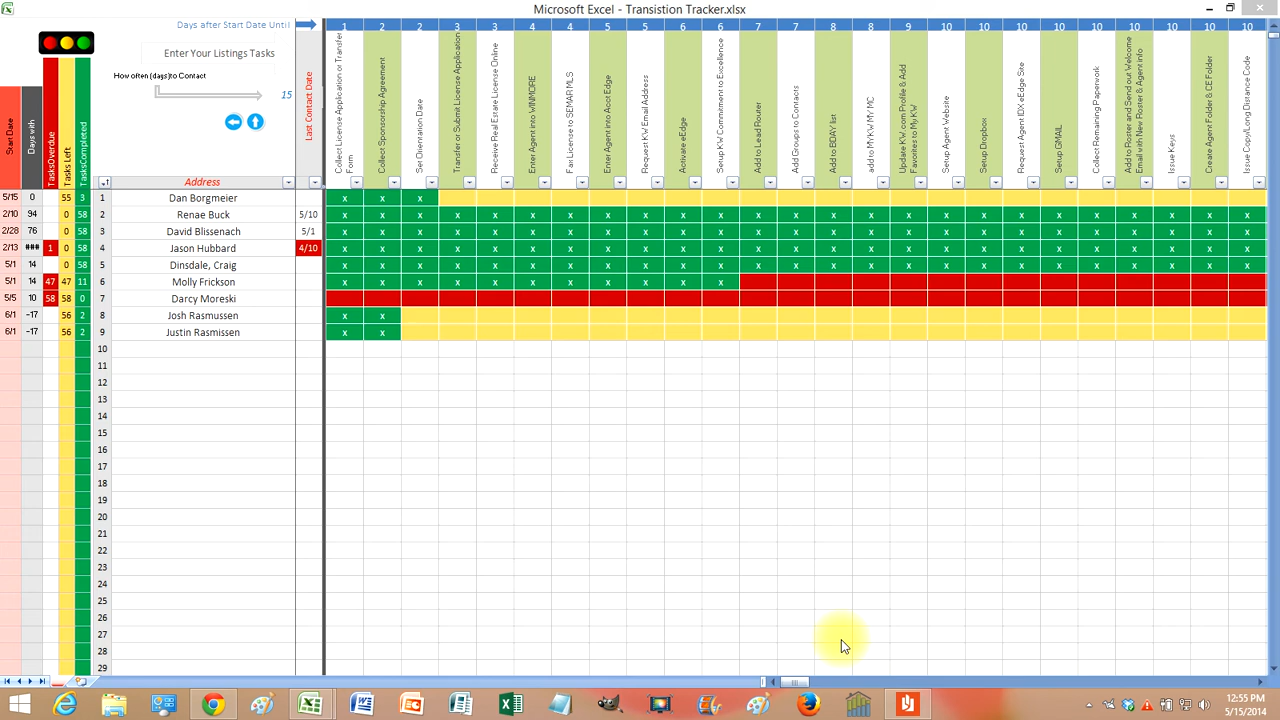 Microsoft Excel - Transistion Tracker.xlsx
Days after Start Date Until
1 2 2 3 3 4 4 5 5 6 6 7 7 8 8 9 10 10 10 10 10 10 10 10 10
Enter Your Listings Tasks
How often (days)to Contact
15
Start Date
Days with
TasksOverdue
Tasks Left
TasksCompleted
Address
Last Contact Date
Collect License Application or Transfer Form
Collect Sponsorship Agreement
Set Orientation Date
Transfer or Submit License Application
Receive Real Estate License Online
Enter Agent into WINMORE
Fax License to SEMAR MLS
Enter Agent into Acct Edge
Request KW Email Address
Activate eEdge
Setup KW Commitment to Excellence
Add to Lead Router
Add Groups to Contacts
Add to BDAY list
add to MY KW MY MC
Update KW.com Profile & Add Favorites to My KW
Setup Agent Website
Setup Dropbox
Request Agent ID, eEdge Site
Setup GMAIL
Collect Remaining Paperwork
Add to Roster and Send out Welcome Email with New Roster & Agent info
Issue Keys
Create Agent Folder & CE Folder
Issue Copy/Long Distance Code
5/15 0 55 3 1 Dan Borgmeier x x x
2/10 94 0 58 2 Renae Buck 5/10 x x x x x x x x x x x x x x x x x x x x x x x x x
2/28 76 0 58 3 David Blissenach 5/1 x x x x x x x x x x x x x x x x x x x x x x x x x
2/13 ### 1 0 58 4 Jason Hubbard 4/10 x x x x x x x x x x x x x x x x x x x x x x x x x
5/1 14 0 58 5 Dinsdale, Craig x x x x x x x x x x x x x x x x x x x x x x x x x
5/1 14 47 47 11 6 Molly Frickson x x x x x x x x x x x
5/5 10 58 58 0 7 Darcy Moreski
6/1 -17 56 2 8 Josh Rasmussen x x
6/1 -17 56 2 9 Justin Rasmissen x x
10
11
12
13
14
15
16
17
18
19
20
21
22
23
24
25
26
27
28
29
12:55 PM
5/15/2014